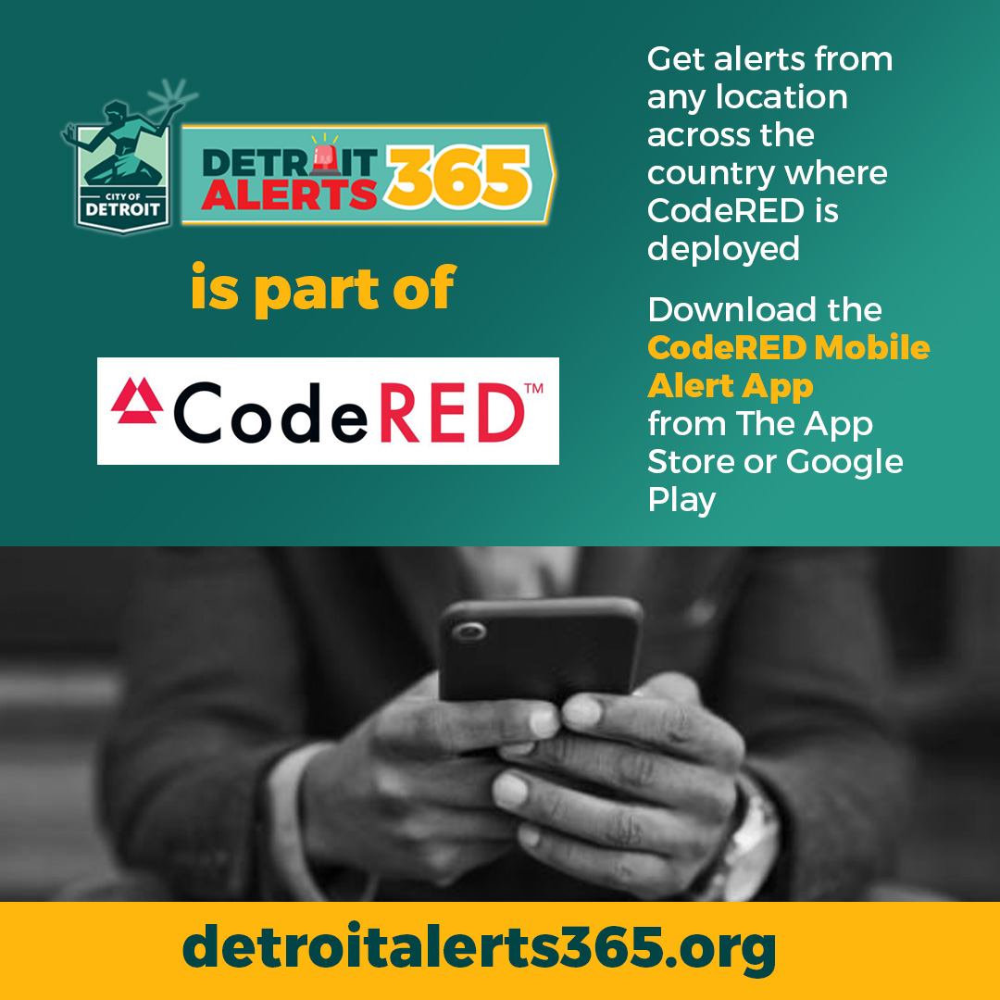 CITY OF
DETROIT
DETROIT
ALERTS
365
is part of
CodeRED™
Get alerts from
any location
across the
country where
CodeRED is
deployed
Download the
CodeRED Mobile
Alert App
from The App
Store or Google
Play
detroitalerts365.org